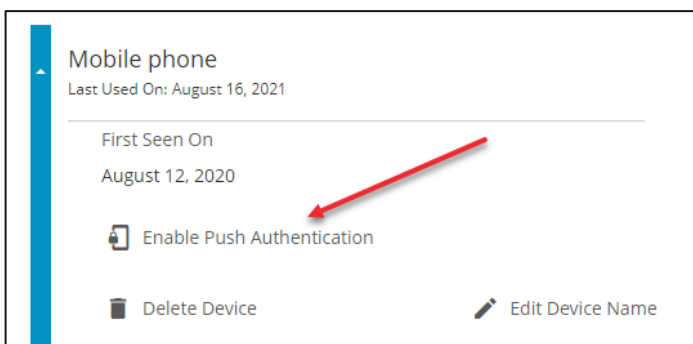 Mobile phone
Last Used On: August 16, 2021
First Seen On
August 12, 2020
Enable Push Authentication
Delete Device
Edit Device Name